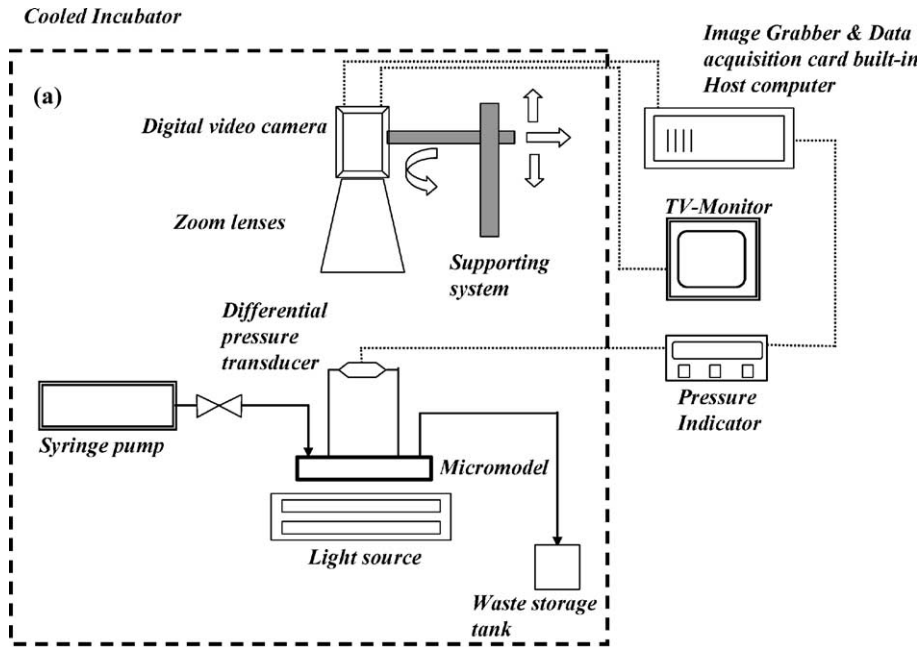 Cooled Incubator
Image Grabber & Data
acquisition card built-in
Host computer
(a)
Digital video camera
Zoom lenses
Supporting
system
TV-Monitor
Differential
pressure
transducer
Pressure
Indicator
Syringe pump
Micromodel
Light source
Waste storage
tank